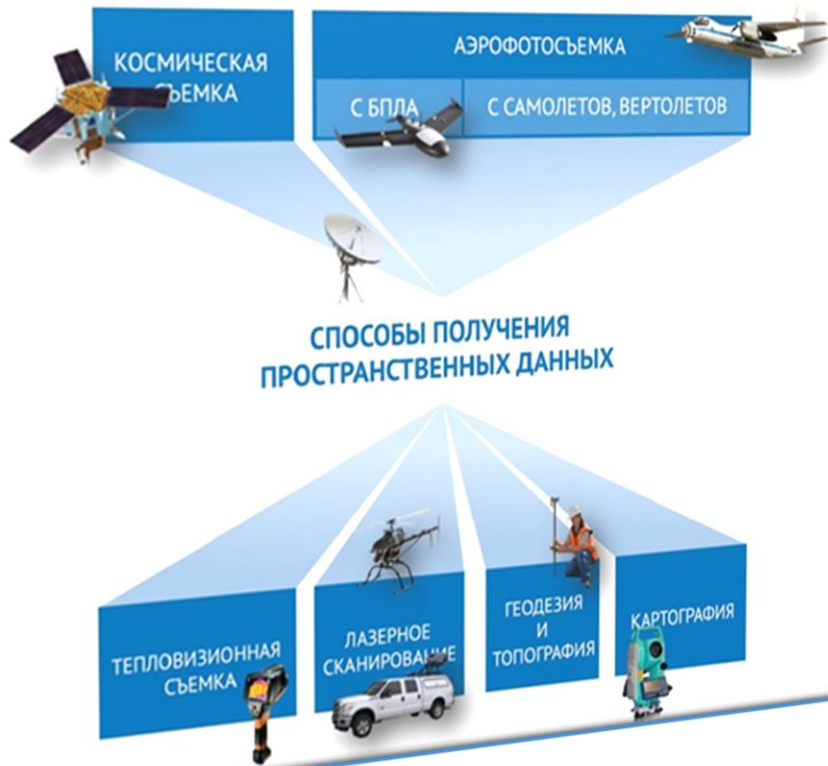 КОСМИЧЕСКАЯ
СЪЕМКА
АЭРОФОТОСЪЕМКА
С БПЛА
С САМОЛЕТОВ, ВЕРТОЛЕТОВ
СПОСОБЫ ПОЛУЧЕНИЯ
ПРОСТРАНСТВЕННЫХ ДАННЫХ
ТЕПЛОВИЗИОННАЯ
СЪЕМКА
ЛАЗЕРНОЕ
СКАНИРОВАНИЕ
ГЕОДЕЗИЯ
И
ТОПОГРАФИЯ
КАРТОГРАФИЯ